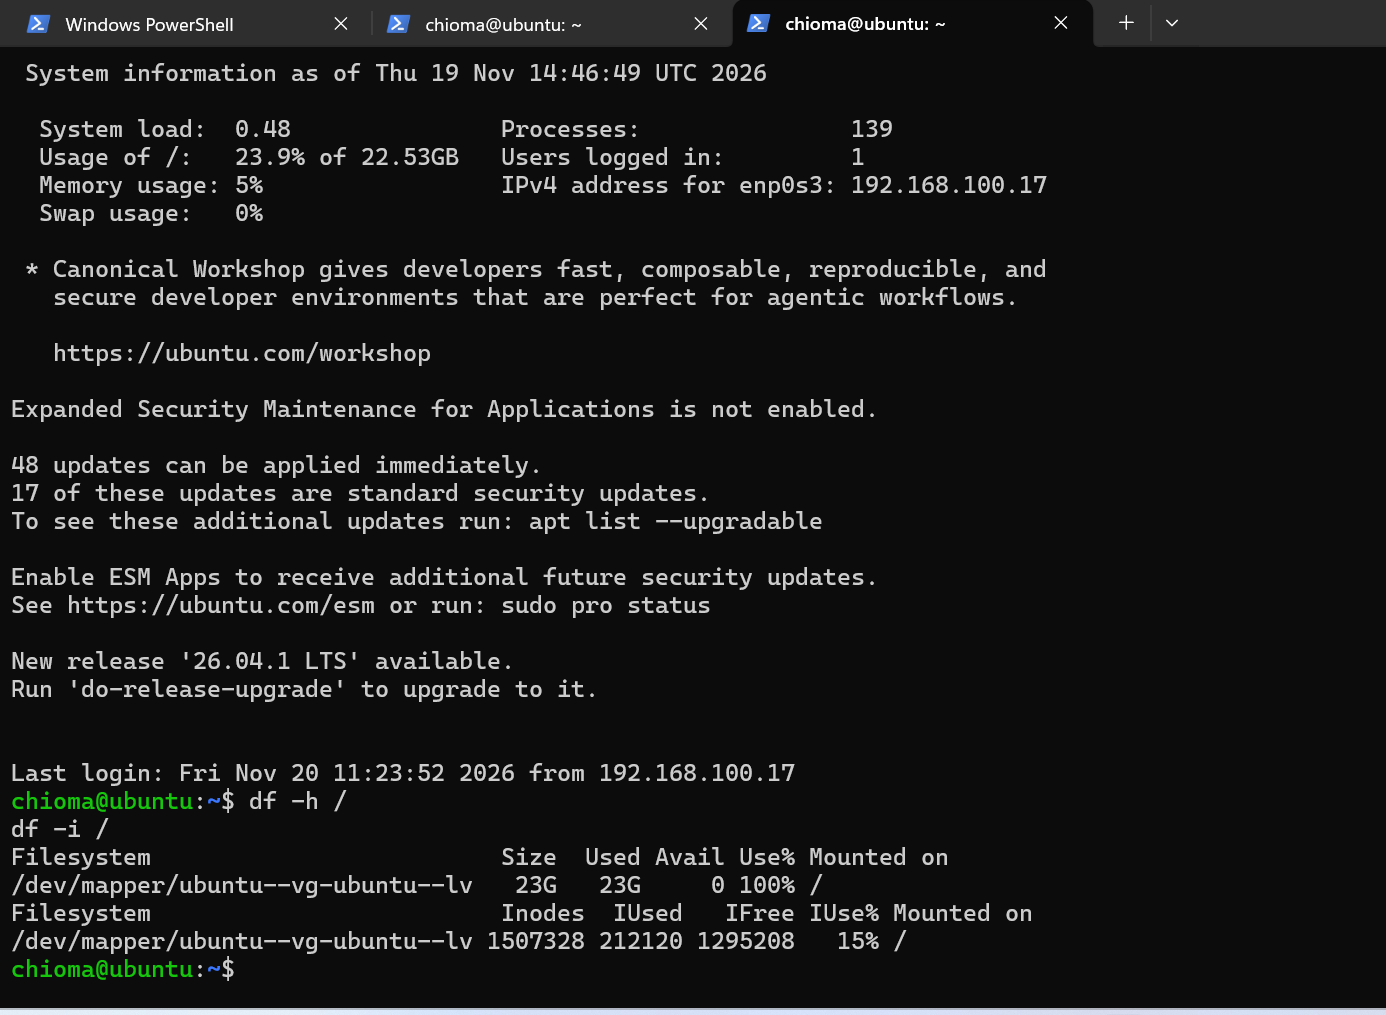 Windows PowerShell
chioma@ubuntu: ~
chioma@ubuntu: ~
System information as of Thu 19 Nov 14:46:49 UTC 2026
System load:  0.48               Processes:               139
Usage of /:   23.9% of 22.53GB   Users logged in:         1
Memory usage: 5%                 IPv4 address for enp0s3: 192.168.100.17
Swap usage:   0%
* Canonical Workshop gives developers fast, composable, reproducible, and
secure developer environments that are perfect for agentic workflows.
https://ubuntu.com/workshop
Expanded Security Maintenance for Applications is not enabled.
48 updates can be applied immediately.
17 of these updates are standard security updates.
To see these additional updates run: apt list --upgradable
Enable ESM Apps to receive additional future security updates.
See https://ubuntu.com/esm or run: sudo pro status
New release '26.04.1 LTS' available.
Run 'do-release-upgrade' to upgrade to it.
Last login: Fri Nov 20 11:23:52 2026 from 192.168.100.17
chioma@ubuntu:~$ df -h /
df -i /
Filesystem                         Size  Used Avail Use% Mounted on
/dev/mapper/ubuntu--vg-ubuntu--lv   23G   23G     0 100% /
Filesystem                         Inodes  IUsed   IFree IUse% Mounted on
/dev/mapper/ubuntu--vg-ubuntu--lv 1507328 212120 1295208   15% /
chioma@ubuntu:~$